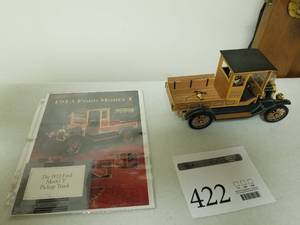 1913 Ford Model T
The 1913 Ford
Model T
Pickup Truck
422